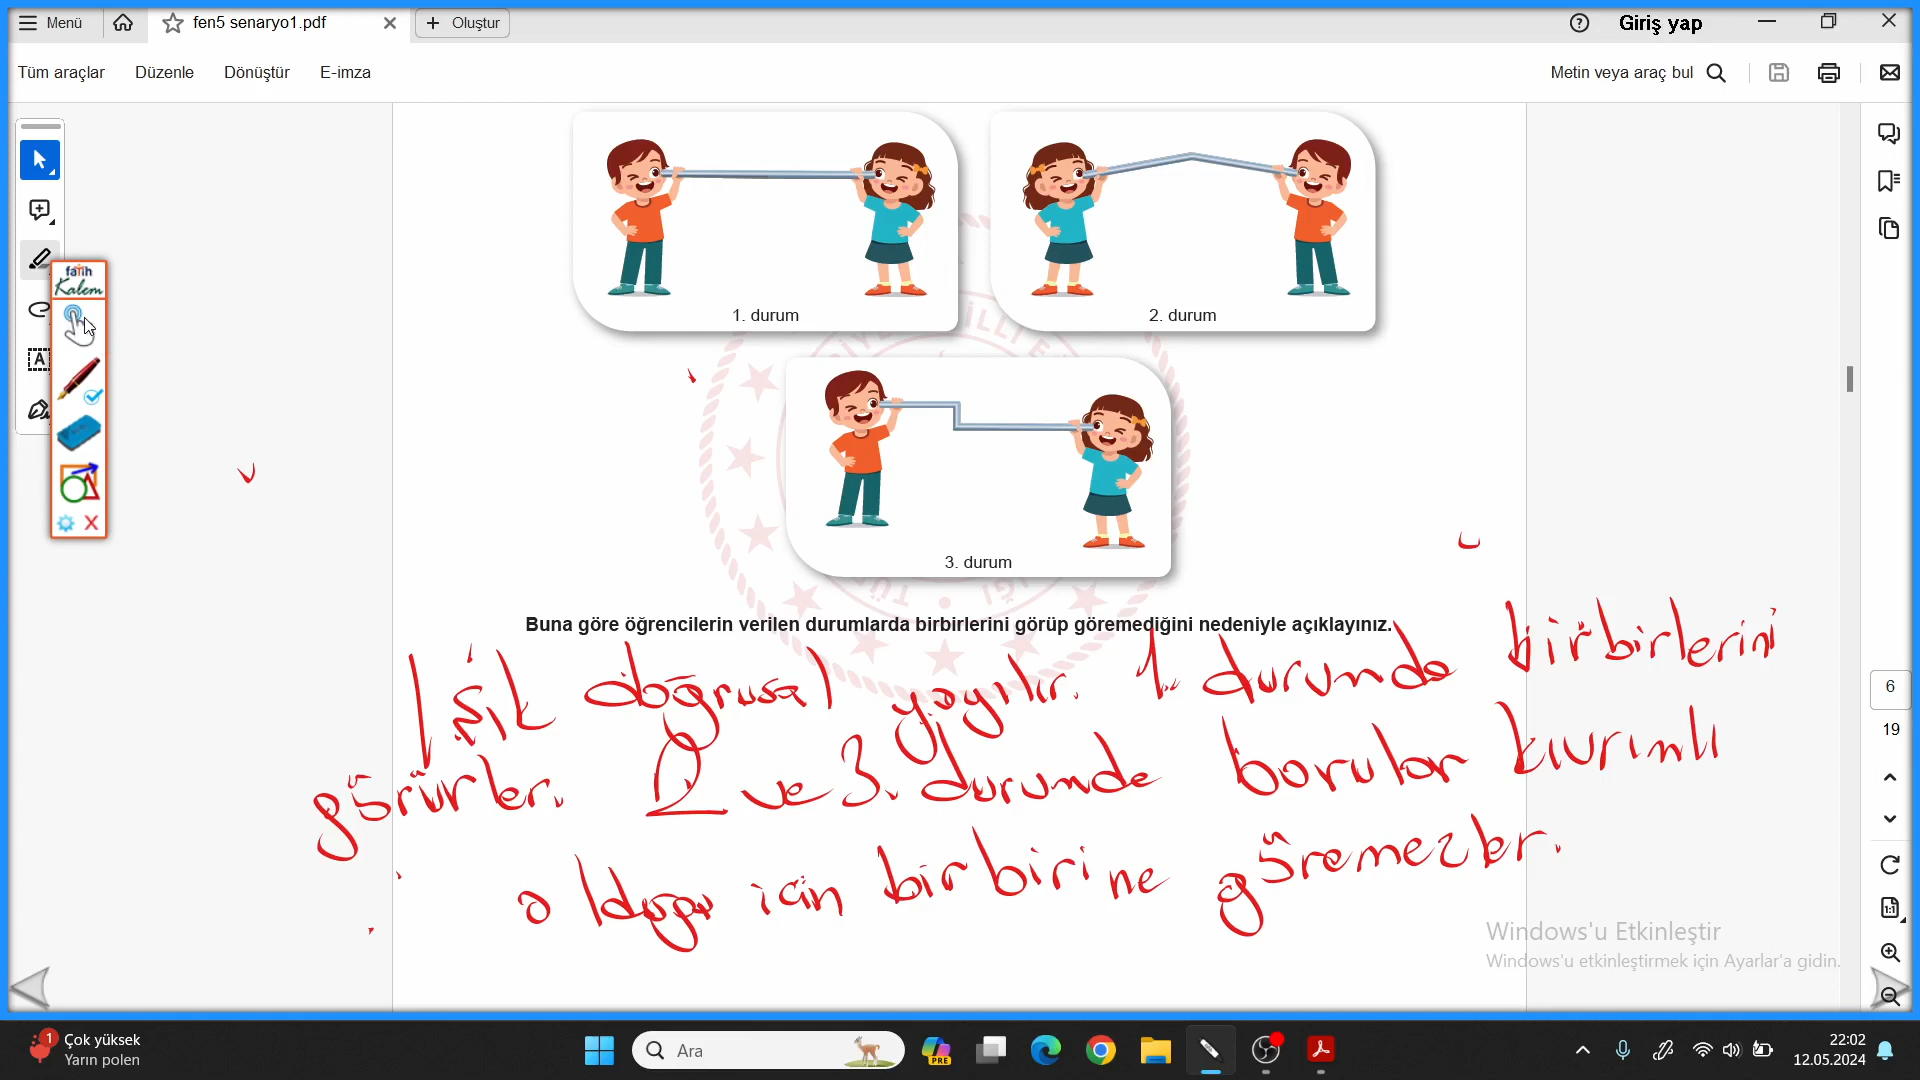 Menü
fen5 senaryo1.pdf
Oluştur
Giriş yap
Tüm araçlar Düzenle Dönüştür E-imza
Metin veya araç bul
fatih
Kalem
1. durum
2. durum
3. durum
Buna göre öğrencilerin verilen durumlarda birbirlerini görüp göremediğini nedeniyle açıklayınız.
Işık doğrusal yayılır. 1. durumda birbirlerini
görürler. 2 ve 3. durumda borular kıvrımlı
olduğu için birbirine göremezler.
6
19
Windows'u Etkinleştir
Windows'u etkinleştirmek için Ayarlar'a gidin.
1
Çok yüksek
Yarın polen
Ara
PRE
22:02
12.05.2024